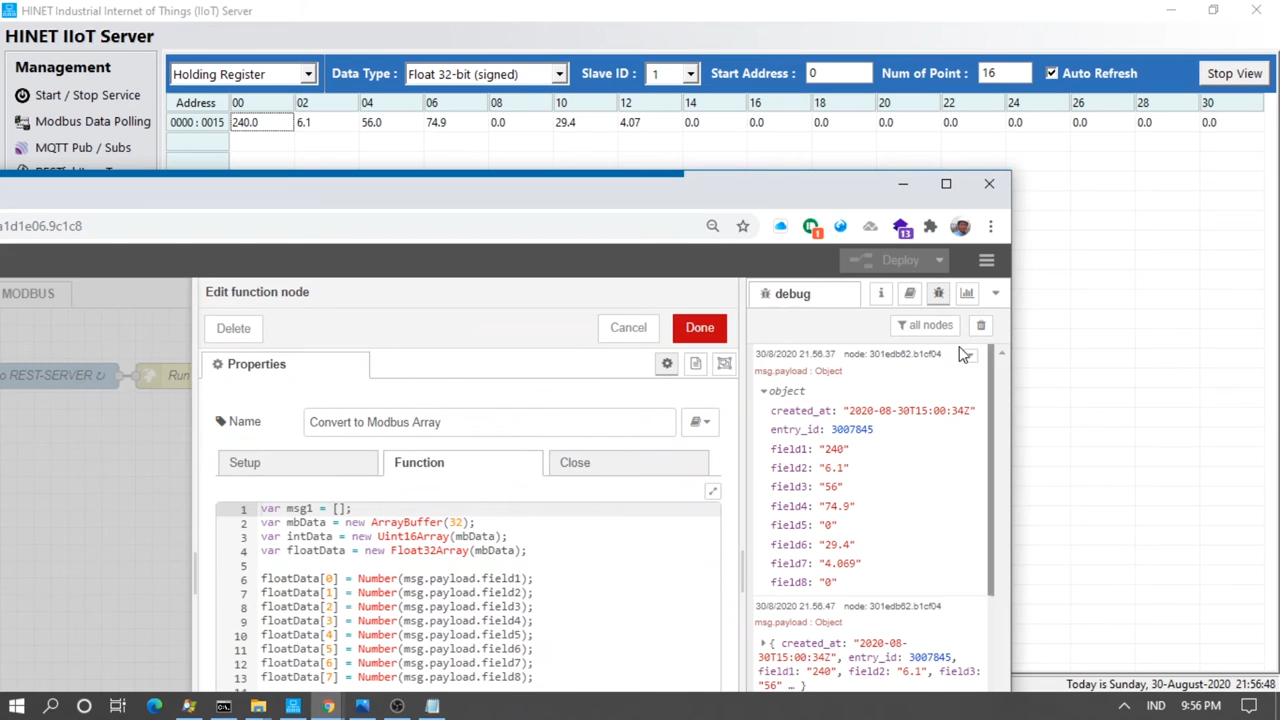 HINET Industrial Internet of Things (IIoT) Server
HINET IIoT Server
Management
Start / Stop Service
Modbus Data Polling
MQTT Pub / Subs
Holding Register Data Type : Float 32-bit (signed) Slave ID : 1 Start Address : 0 Num of Point : 16 Auto Refresh Stop View
Address 00 02 04 06 08 10 12 14 16 18 20 22 24 26 28 30
0000 : 0015 240.0 6.1 56.0 74.9 0.0 29.4 4.07 0.0 0.0 0.0 0.0 0.0 0.0 0.0 0.0 0.0
a1d1e06.9c1c8
1
13
Deploy
MODBUS
o REST-SERVER ↻
Run
Edit function node
Delete
Cancel
Done
Properties
Name
Convert to Modbus Array
Setup
Function
Close
1 var msg1 = [];
2 var mbData = new ArrayBuffer(32);
3 var intData = new Uint16Array(mbData);
4 var floatData = new Float32Array(mbData);
5
6 floatData[0] = Number(msg.payload.field1);
7 floatData[1] = Number(msg.payload.field2);
8 floatData[2] = Number(msg.payload.field3);
9 floatData[3] = Number(msg.payload.field4);
10 floatData[4] = Number(msg.payload.field5);
11 floatData[5] = Number(msg.payload.field6);
12 floatData[6] = Number(msg.payload.field7);
13 floatData[7] = Number(msg.payload.field8);
debug
i
all nodes
30/8/2020 21.56.37 node: 301edb62.b1cf04
msg.payload : Object
object
created_at: "2020-08-30T15:00:34Z"
entry_id: 3007845
field1: "240"
field2: "6.1"
field3: "56"
field4: "74.9"
field5: "0"
field6: "29.4"
field7: "4.069"
field8: "0"
30/8/2020 21.56.47 node: 301edb62.b1cf04
msg.payload : Object
{ created_at: "2020-08-
30T15:00:34Z", entry_id: 3007845,
field1: "240", field2: "6.1", field3:
"56" … }
Today is Sunday, 30-August-2020 21:56:48
IND 9:56 PM